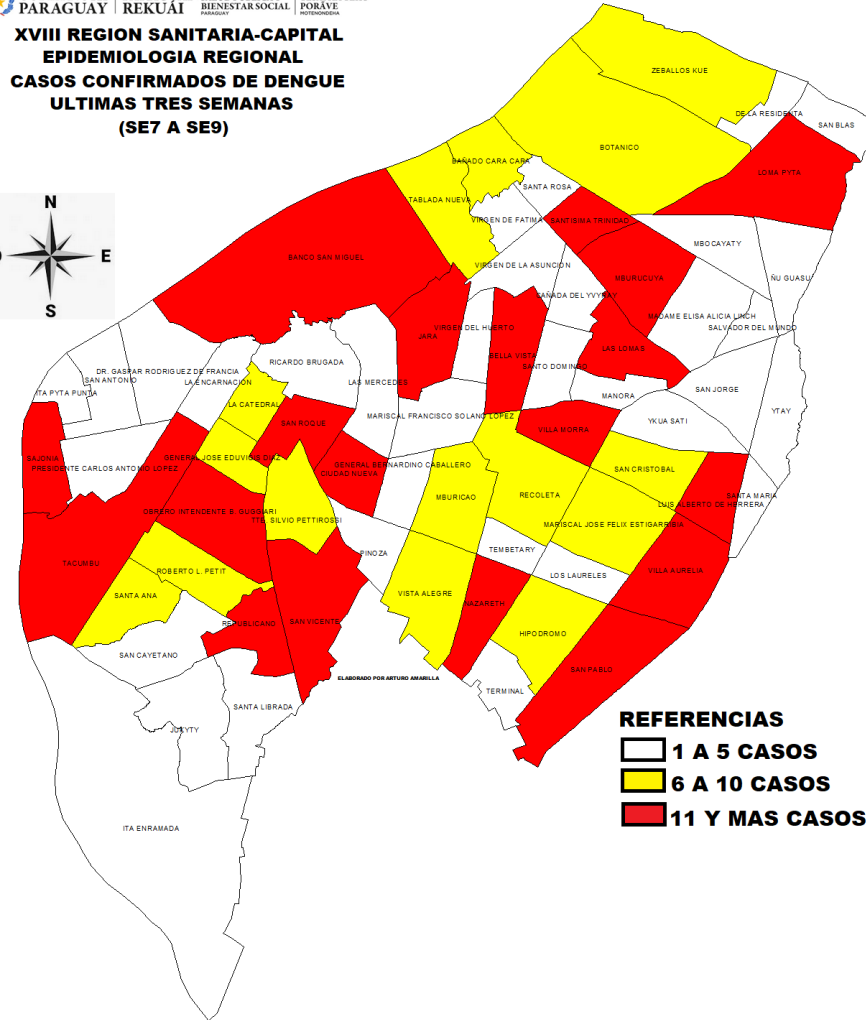 PARAGUAY
REKUÁI
BIENESTAR SOCIAL
PARAGUAY
PORÃVE
MOTENONDEHA
XVIII REGION SANITARIA-CAPITAL
EPIDEMIOLOGIA REGIONAL
CASOS CONFIRMADOS DE DENGUE
ULTIMAS TRES SEMANAS
(SE7 A SE9)
N
E
S
ZEBALLOS KUE
DE LA RESIDENTA
SAN BLAS
BOTANICO
BAÑADO CARA CARA
LOMA PYTA
SANTA ROSA
TABLADA NUEVA
VIRGEN DE FATIMA
SANTISIMA TRINIDAD
MBOCAYATY
BANCO SAN MIGUEL
VIRGEN DE LA ASUNCION
MBURUCUYA
ÑU GUASU
CAÑADA DEL YVYRAY
MADAME ELISA ALICIA LINCH
VIRGEN DEL HUERTO
SALVADOR DEL MUNDO
JARA
LAS LOMAS
BELLA VISTA
RICARDO BRUGADA
SANTO DOMINGO
DR. GASPAR RODRIGUEZ DE FRANCIA
SAN ANTONIO
LA ENCARNACIÓN
LAS MERCEDES
SAN JORGE
ITA PYTA PUNTA
MANORA
LA CATEDRAL
YTAY
MARISCAL FRANCISCO SOLANO LOPEZ
SAN ROQUE
YKUA SATI
VILLA MORRA
SAJONIA
GENERAL JOSE EDUVIGIS DIAZ
PRESIDENTE CARLOS ANTONIO LOPEZ
GENERAL BERNARDINO CABALLERO
CIUDAD NUEVA
SAN CRISTOBAL
MBURICAO
RECOLETA
SANTA MARIA
LUIS ALBERTO DE HERRERA
OBRERO INTENDENTE B. GUGGIARI
TTE. SILVIO PETTIROSSI
MARISCAL JOSE FELIX ESTIGARRIBIA
PINOZA
TEMBETARY
TACUMBU
ROBERTO L. PETIT
VILLA AURELIA
LOS LAURELES
SANTA ANA
VISTA ALEGRE
NAZARETH
REPUBLICANO
SAN VICENTE
HIPODROMO
SAN CAYETANO
SAN PABLO
ELABORADO POR ARTURO AMARILLA
TERMINAL
SANTA LIBRADA
JUKYTY
ITA ENRAMADA
REFERENCIAS
1 A 5 CASOS
6 A 10 CASOS
11 Y MAS CASOS